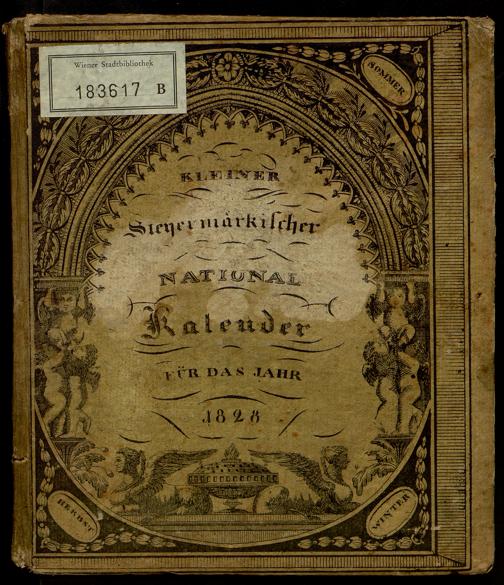 Wiener Stadtbibliothek
183617 B
SOMMER
KLEINER
Steyermärkischer
NATIONAL
Kalender
FÜR DAS JAHR
1828
HERBST
WINTER